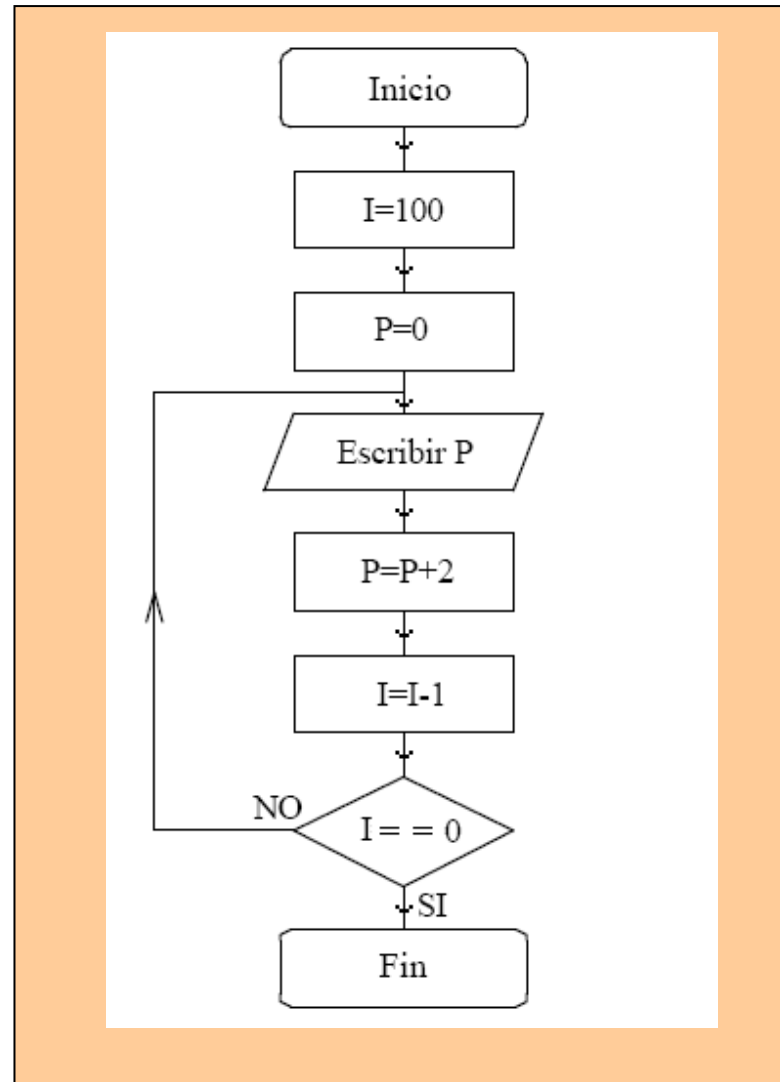 Inicio
I=100
P=0
Escribir P
P=P+2
I=I-1
NO
I = = 0
SI
Fin